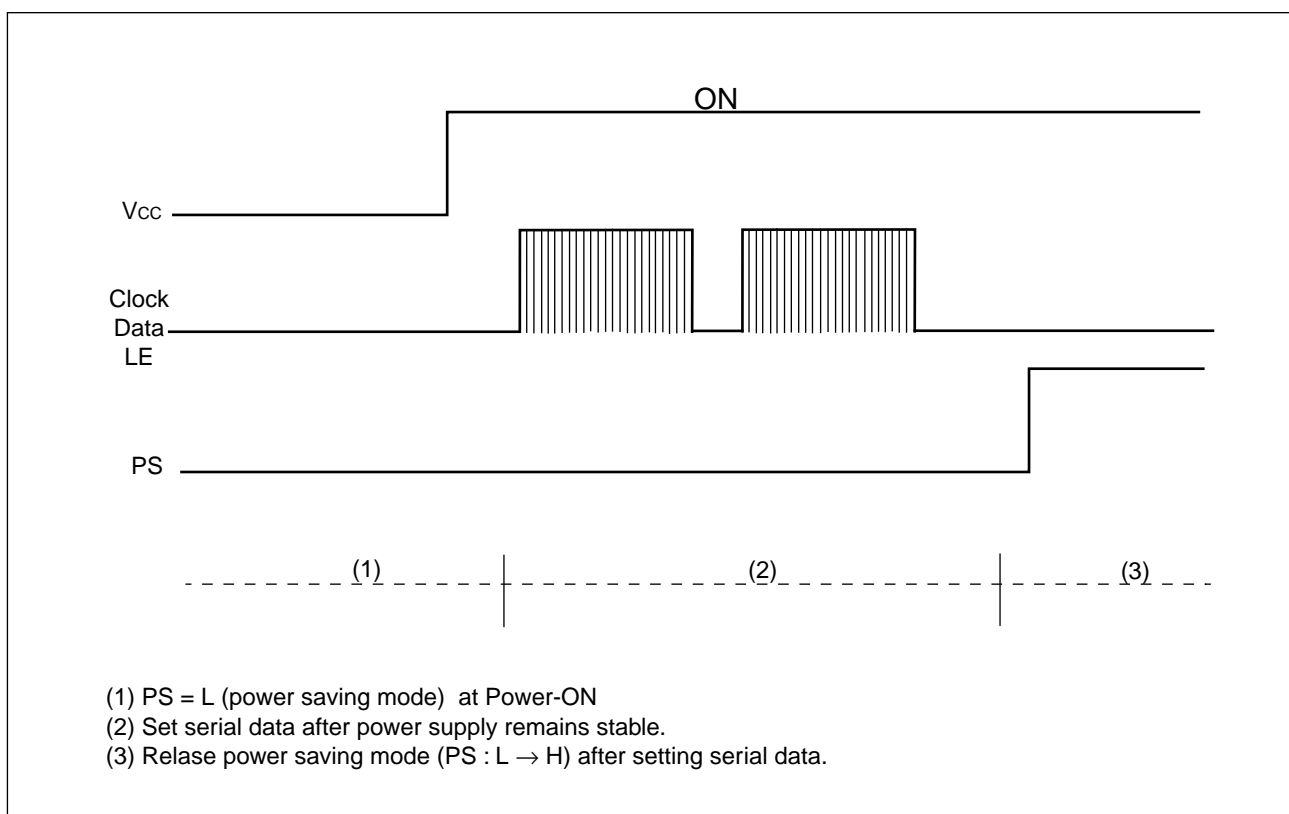 ON
Vcc
Clock
Data
LE
PS
(1) (2) (3)
(1) PS = L (power saving mode) at Power-ON
(2) Set serial data after power supply remains stable.
(3) Relase power saving mode (PS : L → H) after setting serial data.